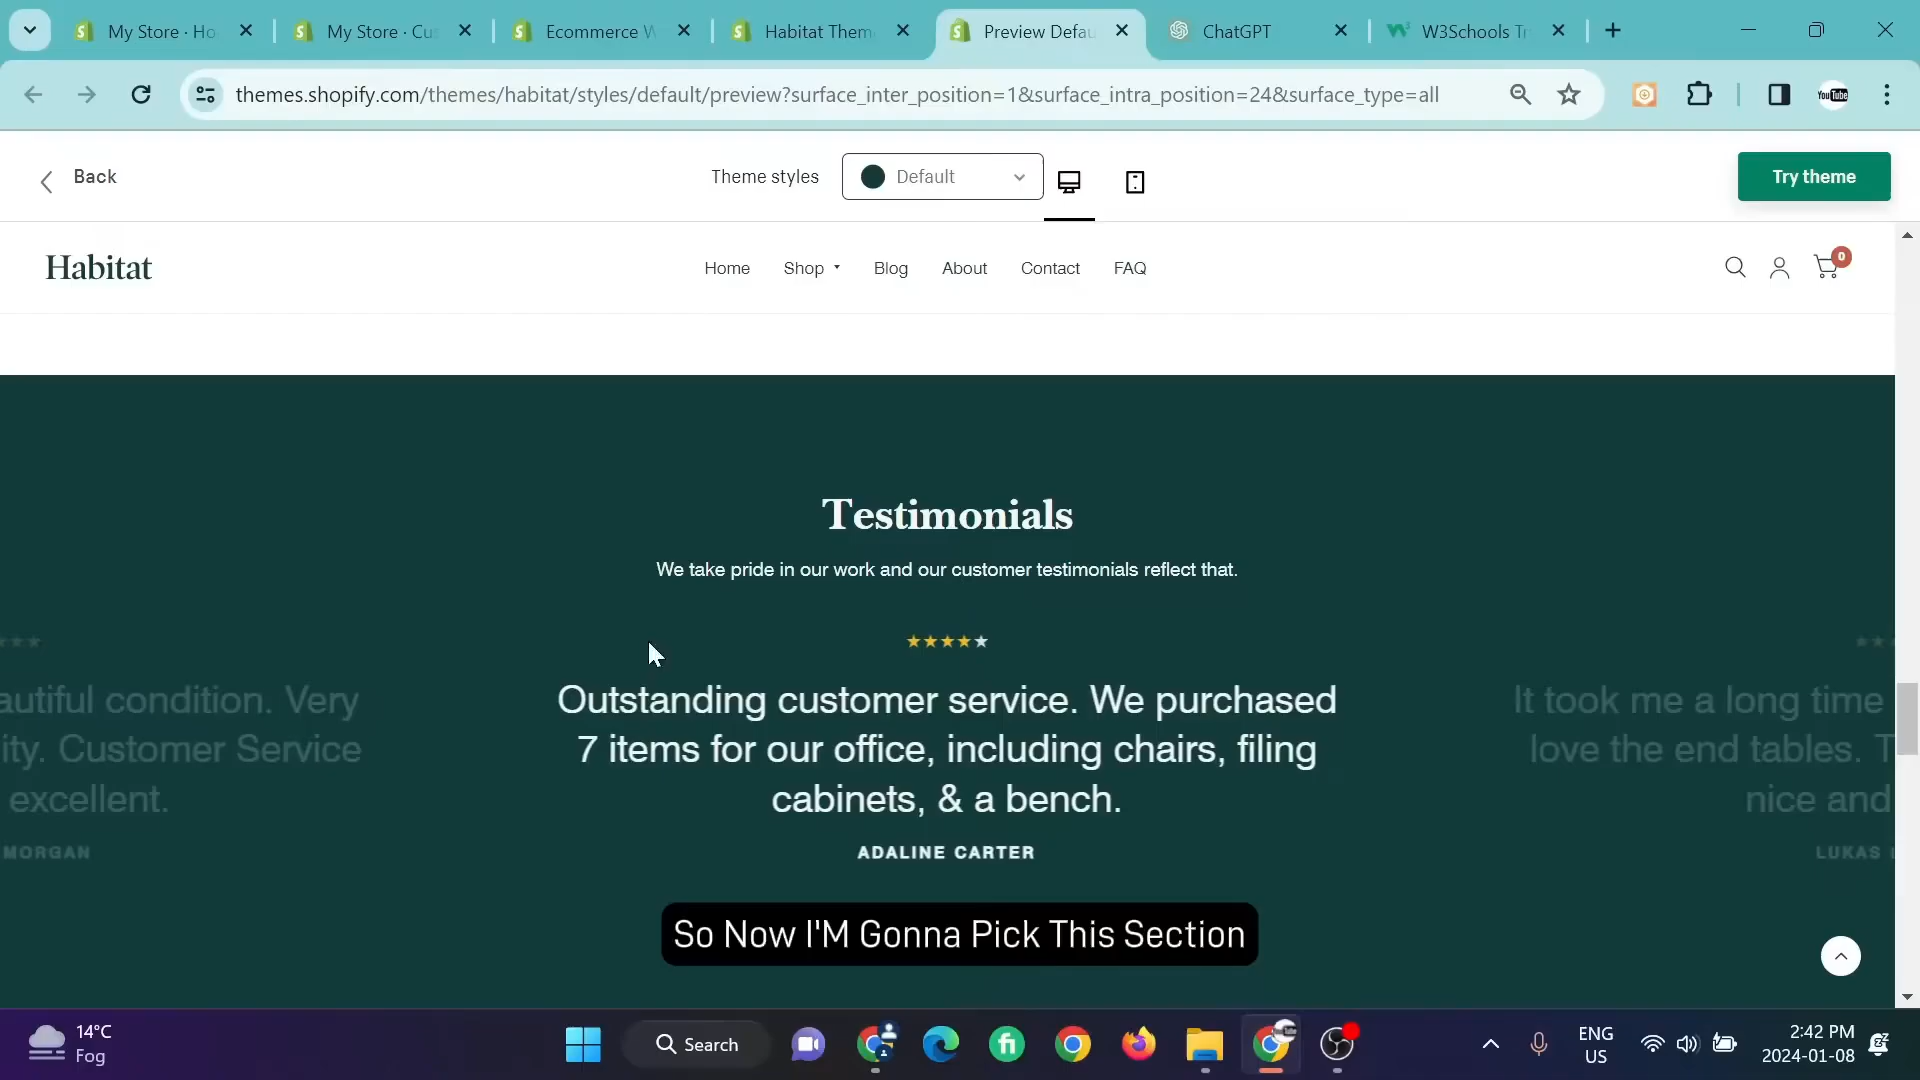 My Store · Ho
My Store · Cu
Ecommerce W
Habitat Them
Preview Defau
ChatGPT
W3Schools Tr
themes.shopify.com/themes/habitat/styles/default/preview?surface_inter_position=1&surface_intra_position=24&surface_type=all
YouTube
Back
Theme styles
Default
Try theme
Habitat
Home
Shop
Blog
About
Contact
FAQ
0
Testimonials
We take pride in our work and our customer testimonials reflect that.
autiful condition. Very
ity. Customer Service
excellent.
MORGAN
Outstanding customer service. We purchased
7 items for our office, including chairs, filing
cabinets, & a bench.
ADALINE CARTER
It took me a long time
love the end tables. T
nice and
LUKAS
So Now I'M Gonna Pick This Section
14°C
Fog
Search
fi
ENG
US
2:42 PM
2024-01-08